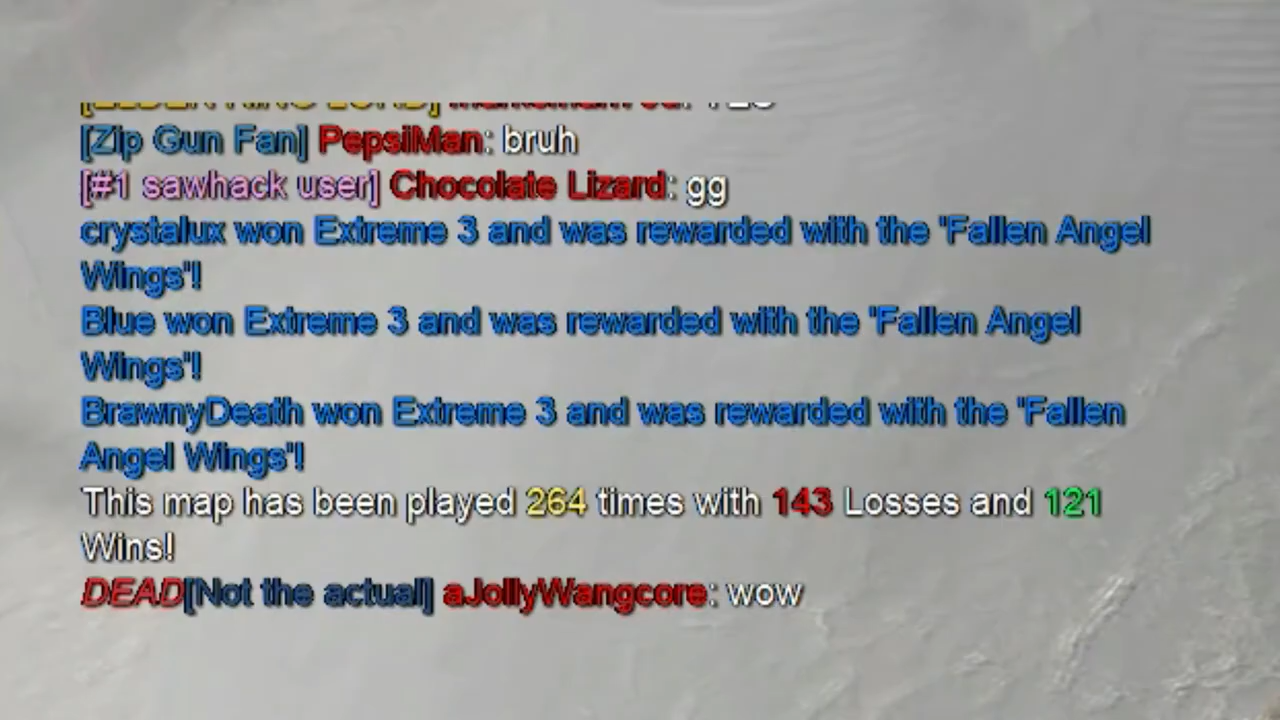 [Zip Gun Fan] PepsiMan: bruh
[#1 sawhack user] Chocolate Lizard: gg
crystalux won Extreme 3 and was rewarded with the "Fallen Angel
Wings"!
Blue won Extreme 3 and was rewarded with the "Fallen Angel
Wings"!
BrawnyDeath won Extreme 3 and was rewarded with the "Fallen
Angel Wings"!
This map has been played 264 times with 143 Losses and 121
Wins!
DEAD[Not the actual] aJollyWangcore: wow